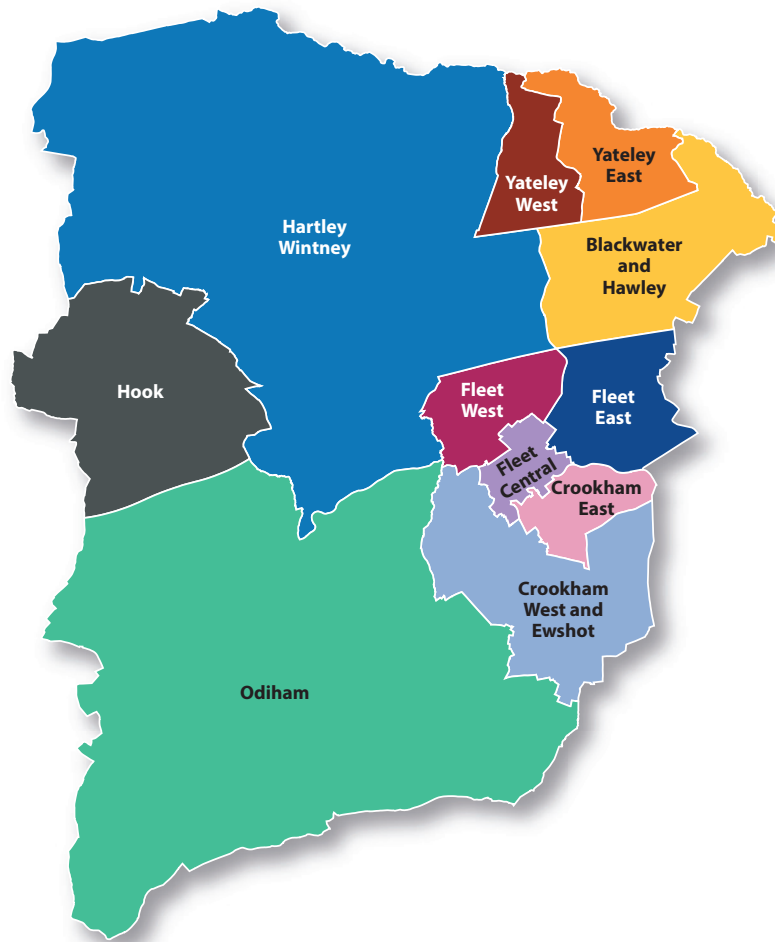 Yateley
East
Yateley
West
Hartley
Wintney
Blackwater
and
Hawley
Hook
Fleet
West
Fleet
East
Fleet
Central
Crookham
East
Crookham
West and
Ewshot
Odiham